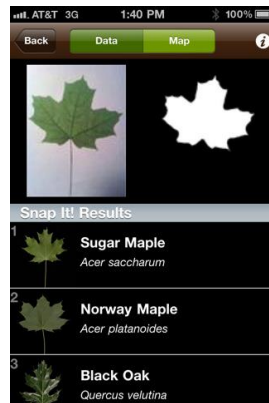 AT&T 3G 1:40 PM 100%
Back Data Map i
Snap It! Results
1
Sugar Maple
Acer saccharum
2
Norway Maple
Acer platanoides
3
Black Oak
Quercus velutina